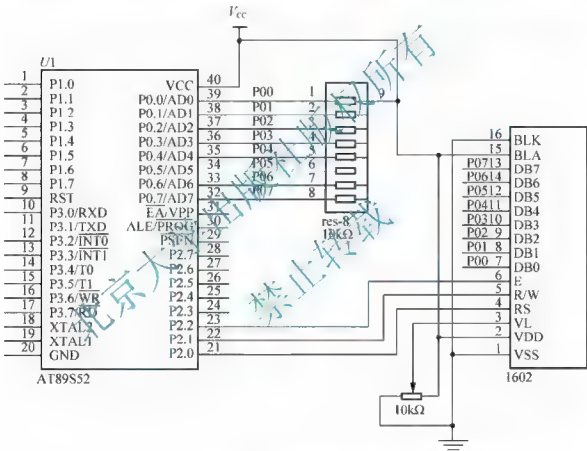 Vcc
U1
1 P1.0
2 P1.1
3 P1.2
4 P1.3
5 P1.4
6 P1.5
7 P1.6
8 P1.7
9 RST
10 P3.0/RXD
11 P3.1/TXD
12 P3.2/INT0
13 P3.3/INT1
14 P3.4/T0
15 P3.5/T1
16 P3.6/WR
17 P3.7/RD
18 XTAL2
19 XTAL1
20 GND
VCC 40
P0.0/AD0 39 P00 1
P0.1/AD1 38 P01 2
P0.2/AD2 37 P02 3
P0.3/AD3 36 P03 4
P0.4/AD4 35 P04 5
P0.5/AD5 34 P05 6
P0.6/AD6 33 P06 7
P0.7/AD7 32 P07 8
EA/VPP 31
ALE/PROG 30
PSEN 29
P2.7 28
P2.6 27
P2.5 26
P2.4 25
P2.3 24
P2.2 23
P2.1 22
P2.0 21
AT89S52
9
res-8
10kΩ
16 BLK
15 BLA
P07 13 DB7
P06 14 DB6
P05 12 DB5
P04 11 DB4
P03 10 DB3
P02 9 DB2
P01 8 DB1
P00 7 DB0
6 E
5 R/W
4 RS
3 VL
2 VDD
1 VSS
1602
10kΩ
北京大学出版社版权所有
禁止转载